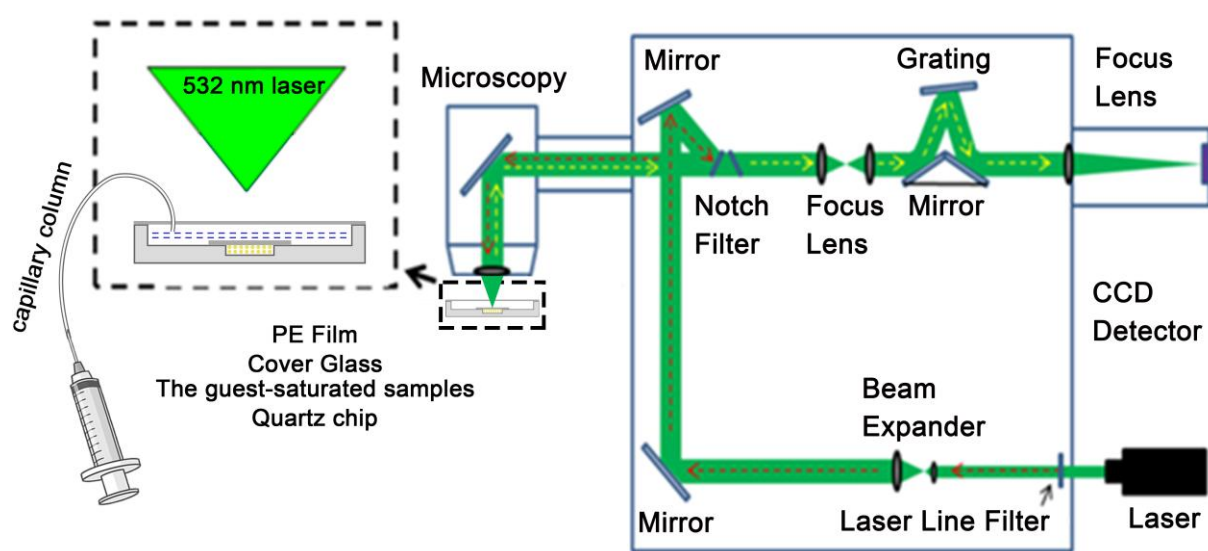 532 nm laser
capillary column
PE Film
Cover Glass
The guest-saturated samples
Quartz chip
Microscopy
Mirror
Grating
Focus
Lens
Notch
Filter
Focus
Lens
Mirror
CCD
Detector
Beam
Expander
Mirror
Laser Line Filter
Laser